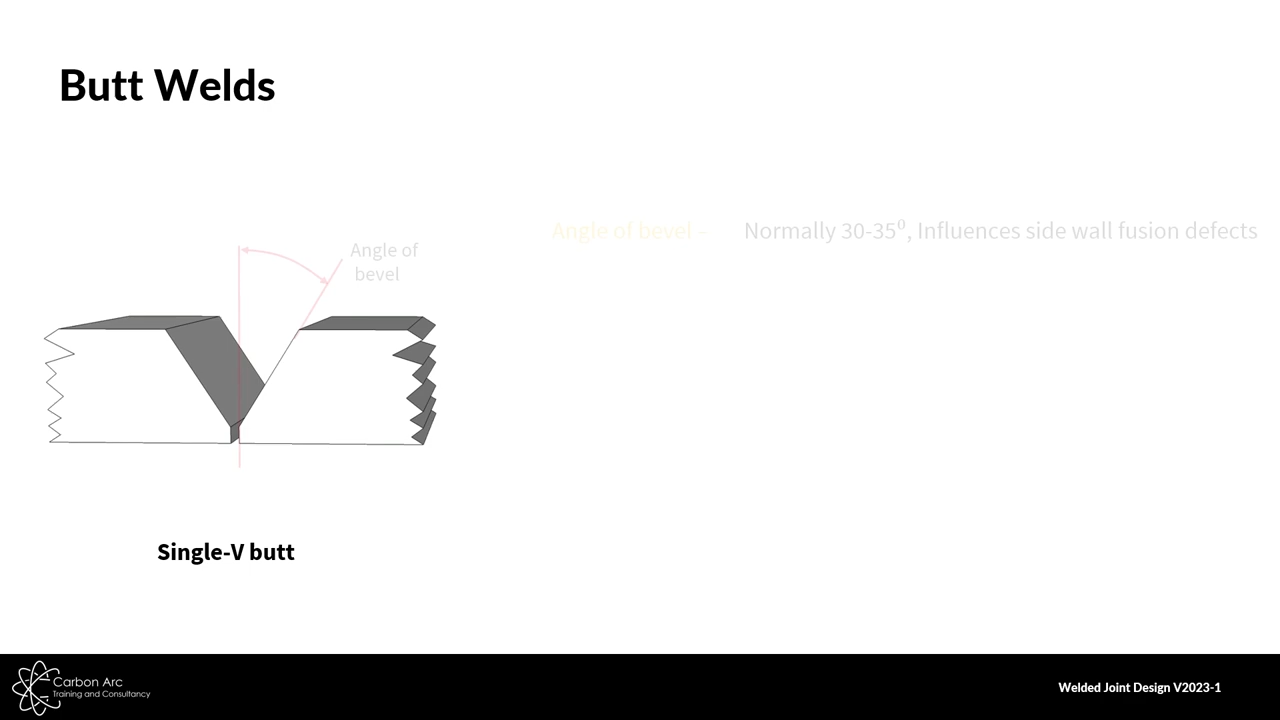 Butt Welds
Angle of bevel – Normally 30-35⁰, Influences side wall fusion defects
Angle of
bevel
Single-V butt
Carbon Arc
Training and Consultancy
Welded Joint Design V2023-1